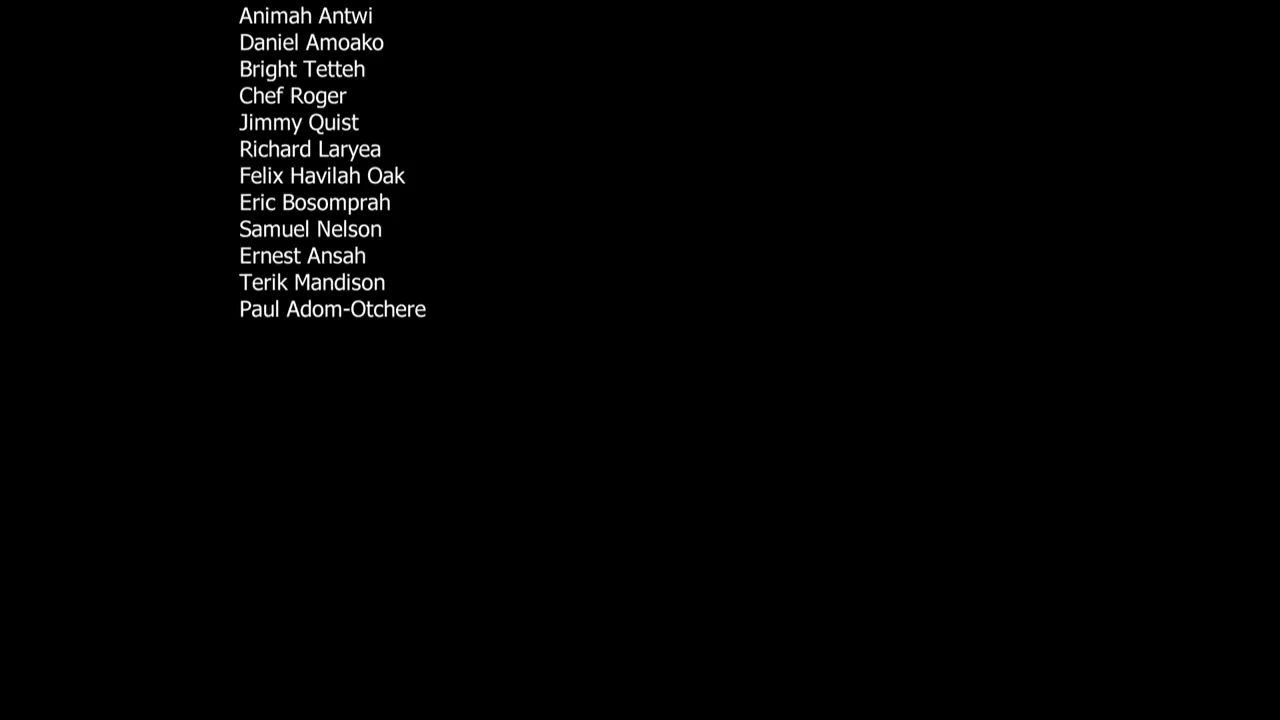 Animah Antwi
Daniel Amoako
Bright Tetteh
Chef Roger
Jimmy Quist
Richard Laryea
Felix Havilah Oak
Eric Bosomprah
Samuel Nelson
Ernest Ansah
Terik Mandison
Paul Adom-Otchere